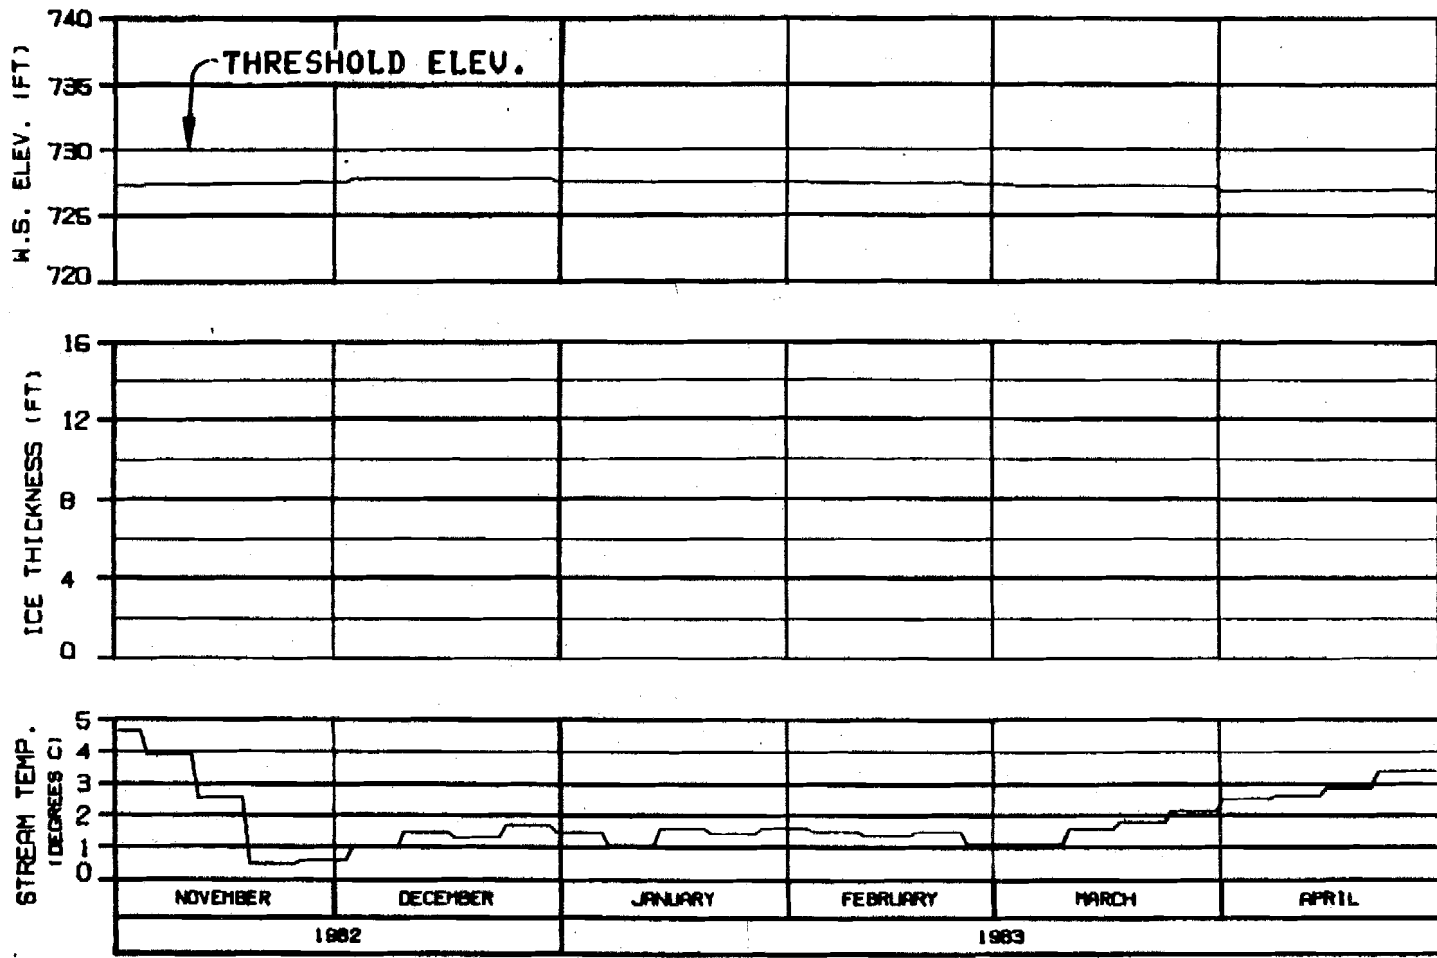 740
THRESHOLD ELEV.
735
730
725
720
W.S. ELEV. (FT)
16
12
8
4
0
ICE THICKNESS (FT)
5
4
3
2
1
0
STREAM TEMP.
(DEGREES C)
NOVEMBER DECEMBER JANUARY FEBRUARY MARCH APRIL
1982 1983